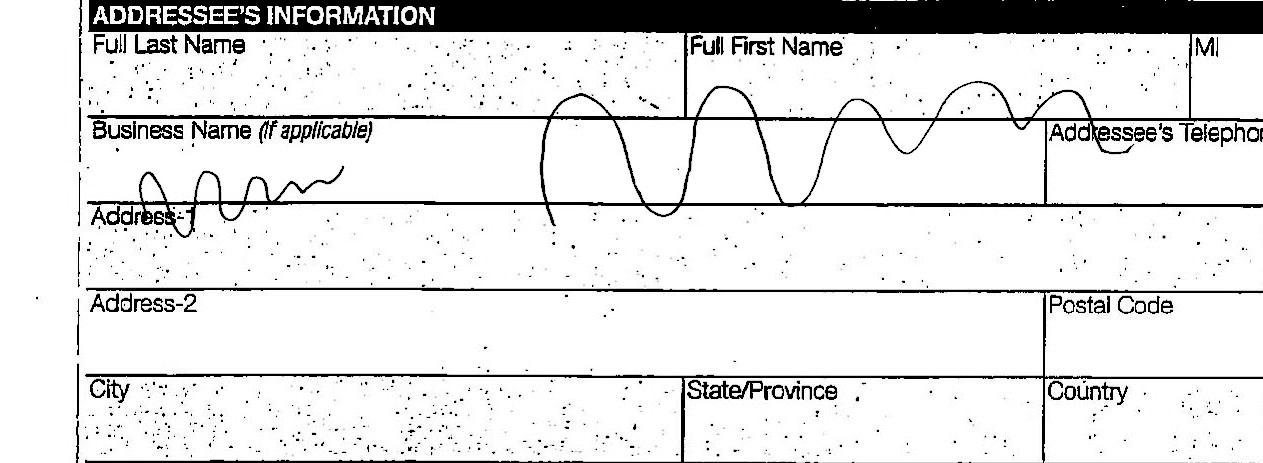 ADDRESSEE'S INFORMATION
Full Last Name Full First Name MI
Business Name (If applicable) Addressee's Telephon
Address-1
Address-2 Postal Code
City State/Province Country